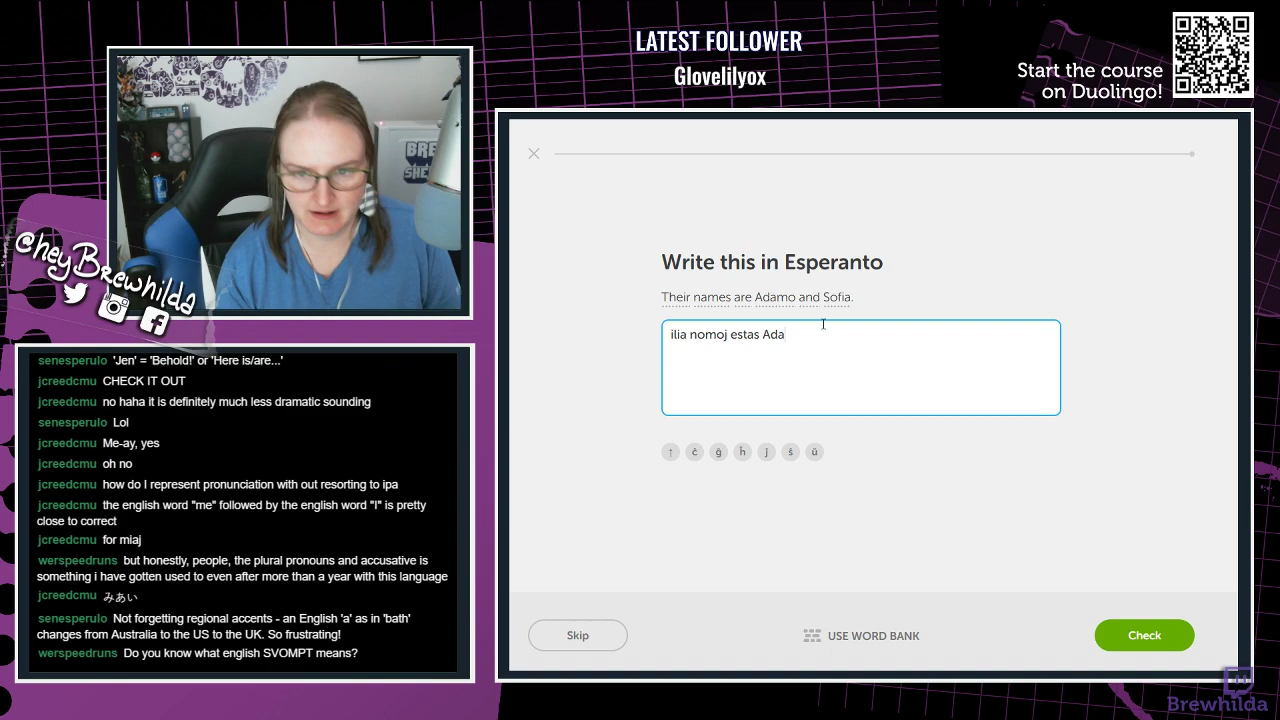 LATEST FOLLOWER
Glovelilyox
Start the course
on Duolingo!
BRE
SHE
@heyBrewhilda
senesperulo 'Jen' = 'Behold!' or 'Here is/are...'
jcreedcmu CHECK IT OUT
jcreedcmu no haha it is definitely much less dramatic sounding
senesperulo Lol
jcreedcmu Me-ay, yes
jcreedcmu oh no
jcreedcmu how do I represent pronunciation with out resorting to ipa
jcreedcmu the english word "me" followed by the english word "I" is pretty
close to correct
jcreedcmu for miaj
werspeedruns but honestly, people, the plural pronouns and accusative is
something i have gotten used to even after more than a year with this language
jcreedcmu みあい
senesperulo Not forgetting regional accents - an English 'a' as in 'bath'
changes from Australia to the US to the UK. So frustrating!
werspeedruns Do you know what english SVOMPT means?
Write this in Esperanto
Their names are Adamo and Sofia.
ilia nomoj estas Ada
↑ ĉ ĝ ĥ ĵ ŝ ŭ
Skip
USE WORD BANK
Check
Brewhilda